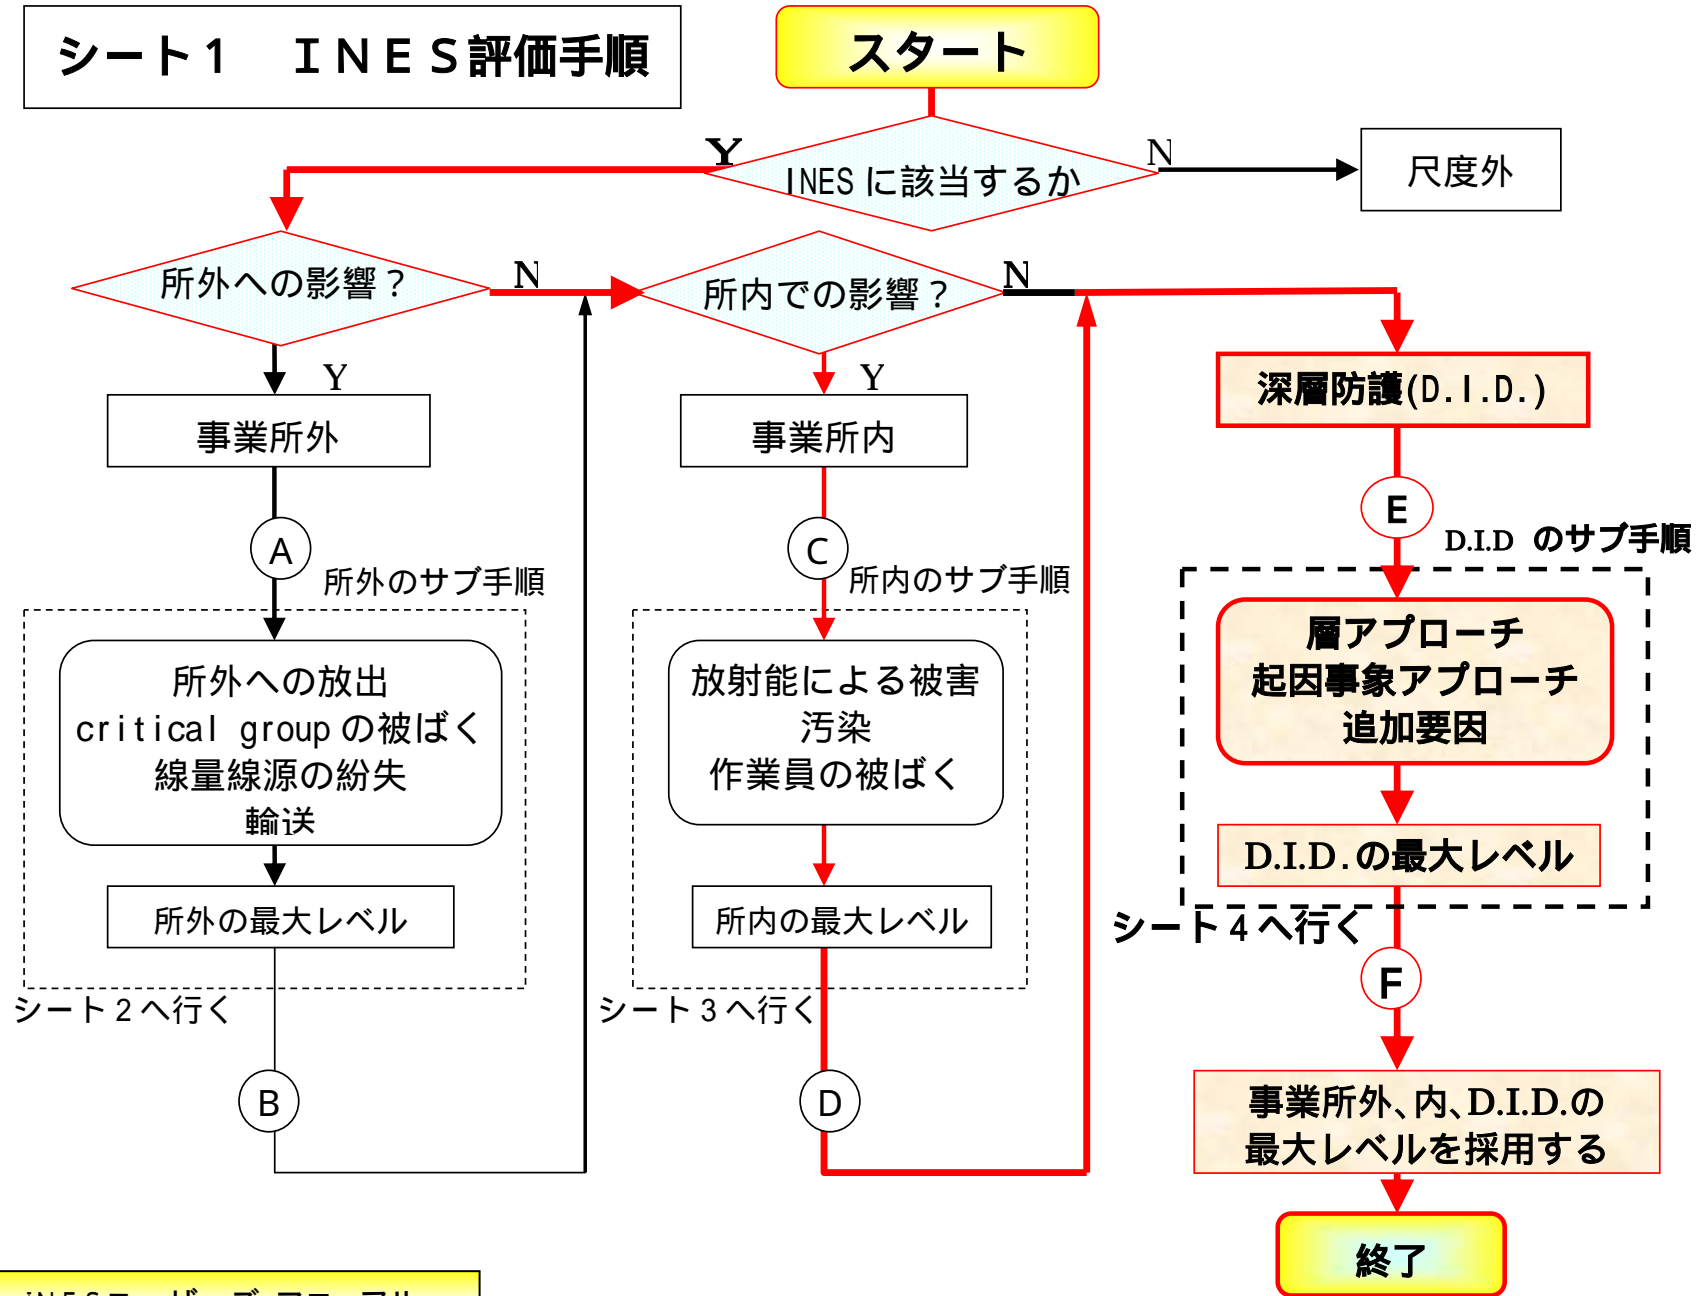 シート1　ＩＮＥＳ評価手順
スタート
Y
INESに該当するか
N
尺度外
所外への影響？
N
所内での影響？
N
Y
Y
事業所外
事業所内
深層防護(D.I.D.)
A
C
E
所外のサブ手順
所内のサブ手順
D.I.D のサブ手順
所外への放出
critical groupの被ばく
線量線源の紛失
輸送
放射能による被害
汚染
作業員の被ばく
層アプローチ
起因事象アプローチ
追加要因
所外の最大レベル
所内の最大レベル
D.I.D.の最大レベル
シート2へ行く
シート3へ行く
シート4へ行く
B
D
F
事業所外、内、D.I.D.の
最大レベルを採用する
終了